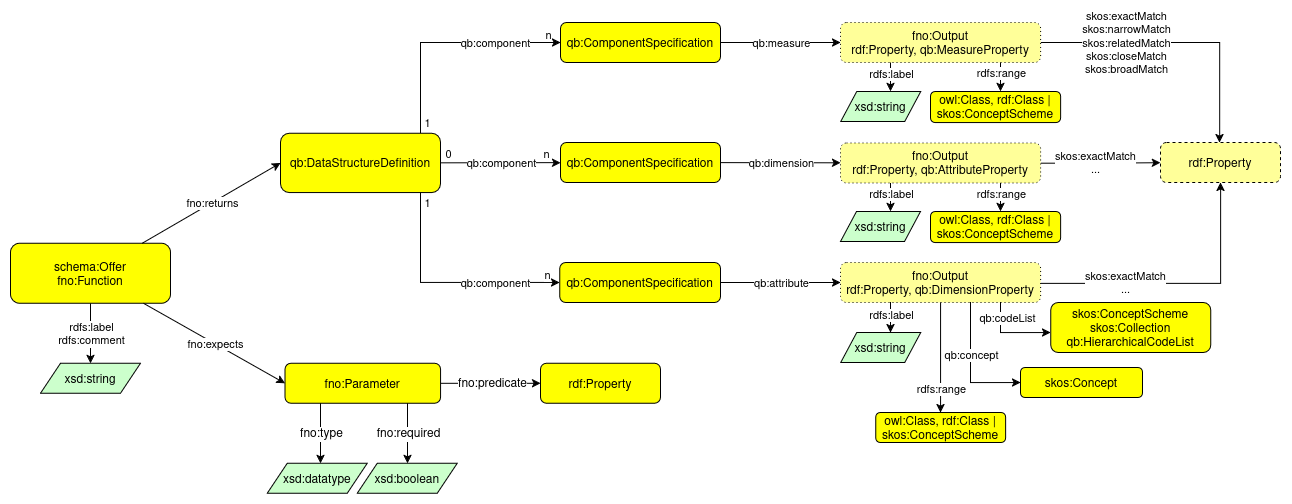 schema:Offer
fno:Function
rdfs:label
rdfs:comment
xsd:string
fno:returns
fno:expects
qb:DataStructureDefinition
1
qb:component
n
0
qb:component
n
1
qb:component
n
qb:ComponentSpecification
qb:measure
fno:Output
rdf:Property, qb:MeasureProperty
rdfs:label
xsd:string
rdfs:range
owl:Class, rdf:Class |
skos:ConceptScheme
skos:exactMatch
skos:narrowMatch
skos:relatedMatch
skos:closeMatch
skos:broadMatch
qb:ComponentSpecification
qb:dimension
fno:Output
rdf:Property, qb:AttributeProperty
rdfs:label
xsd:string
rdfs:range
owl:Class, rdf:Class |
skos:ConceptScheme
skos:exactMatch
...
rdf:Property
qb:ComponentSpecification
qb:attribute
fno:Output
rdf:Property, qb:DimensionProperty
rdfs:label
xsd:string
rdfs:range
owl:Class, rdf:Class |
skos:ConceptScheme
qb:concept
skos:Concept
qb:codeList
skos:ConceptScheme
skos:Collection
qb:HierarchicalCodeList
skos:exactMatch
...
fno:Parameter
fno:predicate
rdf:Property
fno:type
xsd:datatype
fno:required
xsd:boolean